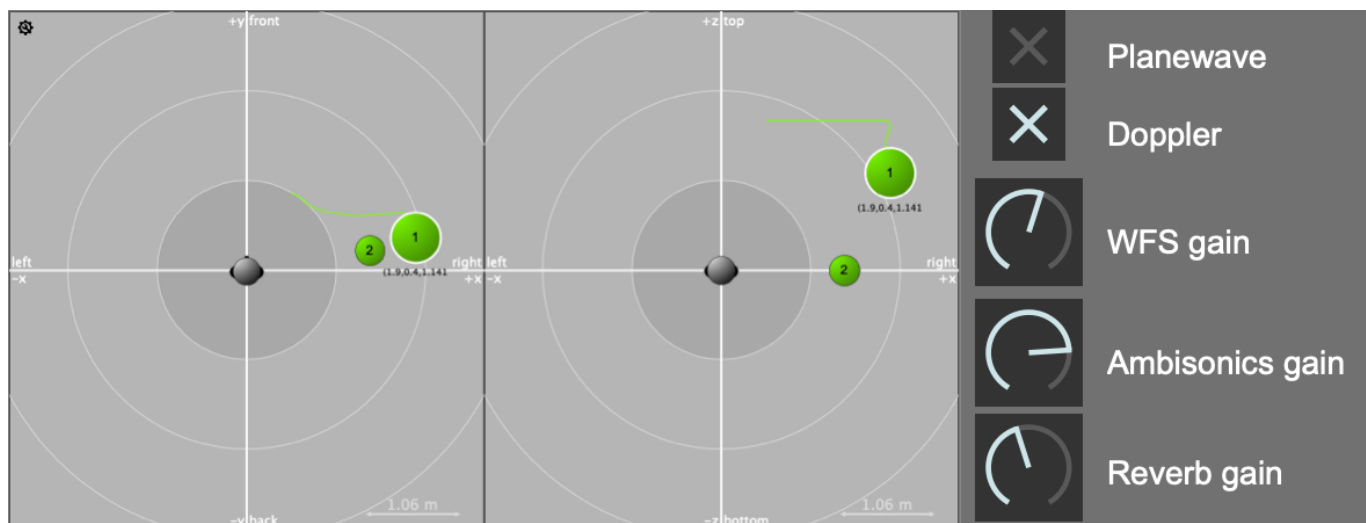 +y front
left
-x
right
+x
1
2
(1.9,0.4,1.141
1.06 m
-y back
+z top
left
-x
right
+x
1
(1.9,0.4,1.141
2
1.06 m
-z bottom
Planewave
Doppler
WFS gain
Ambisonics gain
Reverb gain